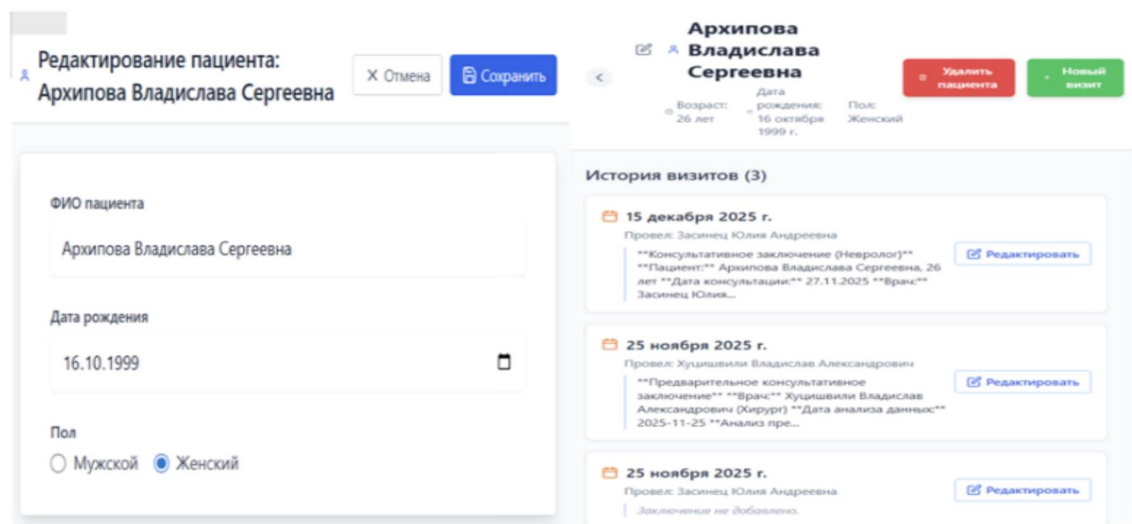 Редактирование пациента:
Архипова Владислава Сергеевна
Отмена
Сохранить
ФИО пациента
Архипова Владислава Сергеевна
Дата рождения
16.10.1999
Пол
Мужской
Женский
Архипова
Владислава
Сергеевна
Возраст:
26 лет
Дата
рождения:
16 октября
1999 г.
Пол:
Женский
Удалить
пациента
Новый
визит
История визитов (3)
15 декабря 2025 г.
Провел: Засинец Юлия Андреевна
**Консультативное заключение (Невролог)**
**Пациент:** Архипова Владислава Сергеевна, 26
лет **Дата консультации:** 27.11.2025 **Врач:**
Засинец Юлия...
Редактировать
25 ноября 2025 г.
Провел: Хуцишвили Владислав Александрович
**Предварительное консультативное
заключение** **Врач:** Хуцишвили Владислав
Александрович (Хирург) **Дата анализа данных:**
2025-11-25 **Анализ пре...
Редактировать
25 ноября 2025 г.
Провел: Засинец Юлия Андреевна
Заключение не добавлено.
Редактировать